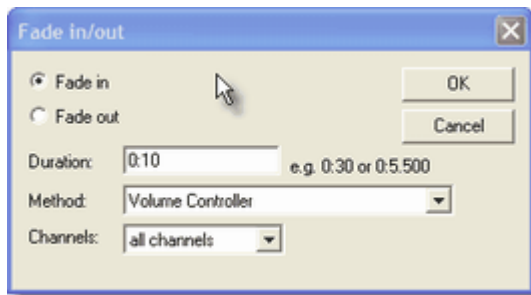 Fade in/out
Fade in
OK
Fade out
Cancel
Duration: 0:10 e.g. 0:30 or 0:5.500
Method: Volume Controller
Channels: all channels